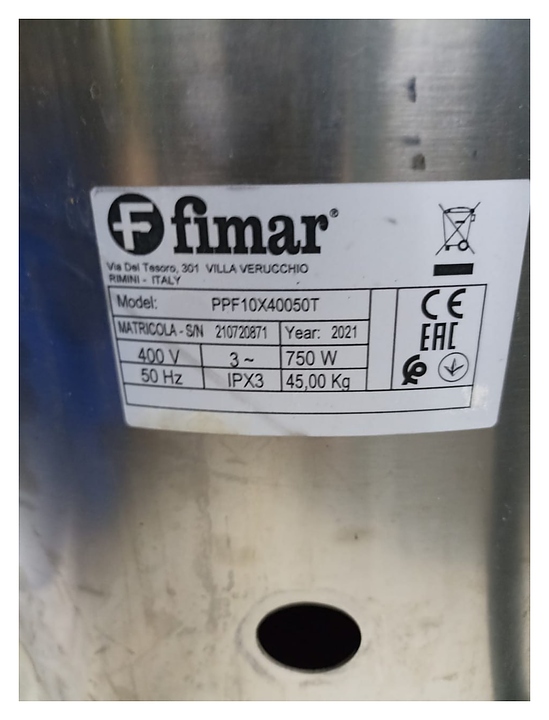 fimar®
Via Del Tesoro, 301 VILLA VERUCCHIO
RIMINI - ITALY
Model: PPF10X40050T
MATRICOLA - S/N 210720871 Year: 2021
400 V 3 ~ 750 W
50 Hz IPX3 45,00 Kg
CE
EAC